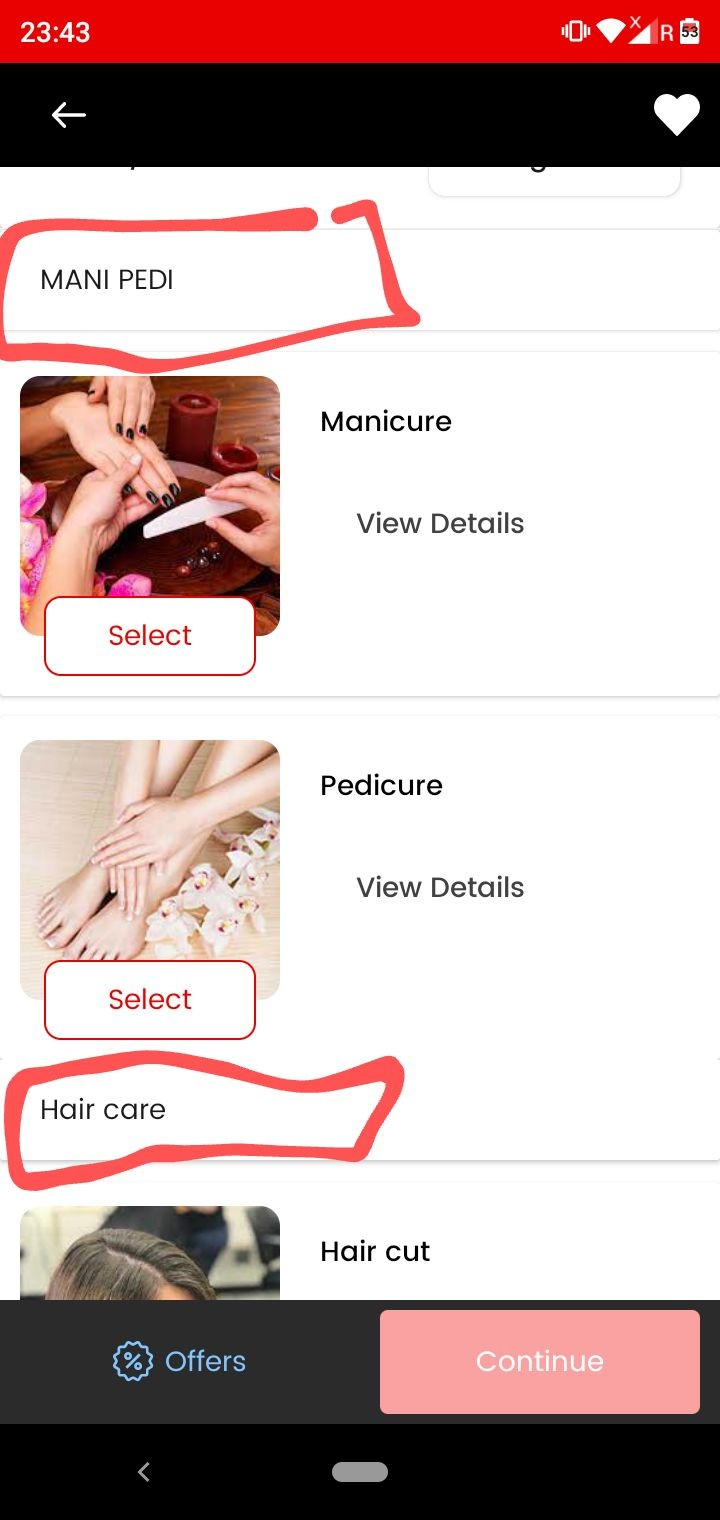 23:43
X
R
53
MANI PEDI
Manicure
View Details
Select
Pedicure
View Details
Select
Hair care
Hair cut
Offers
Continue